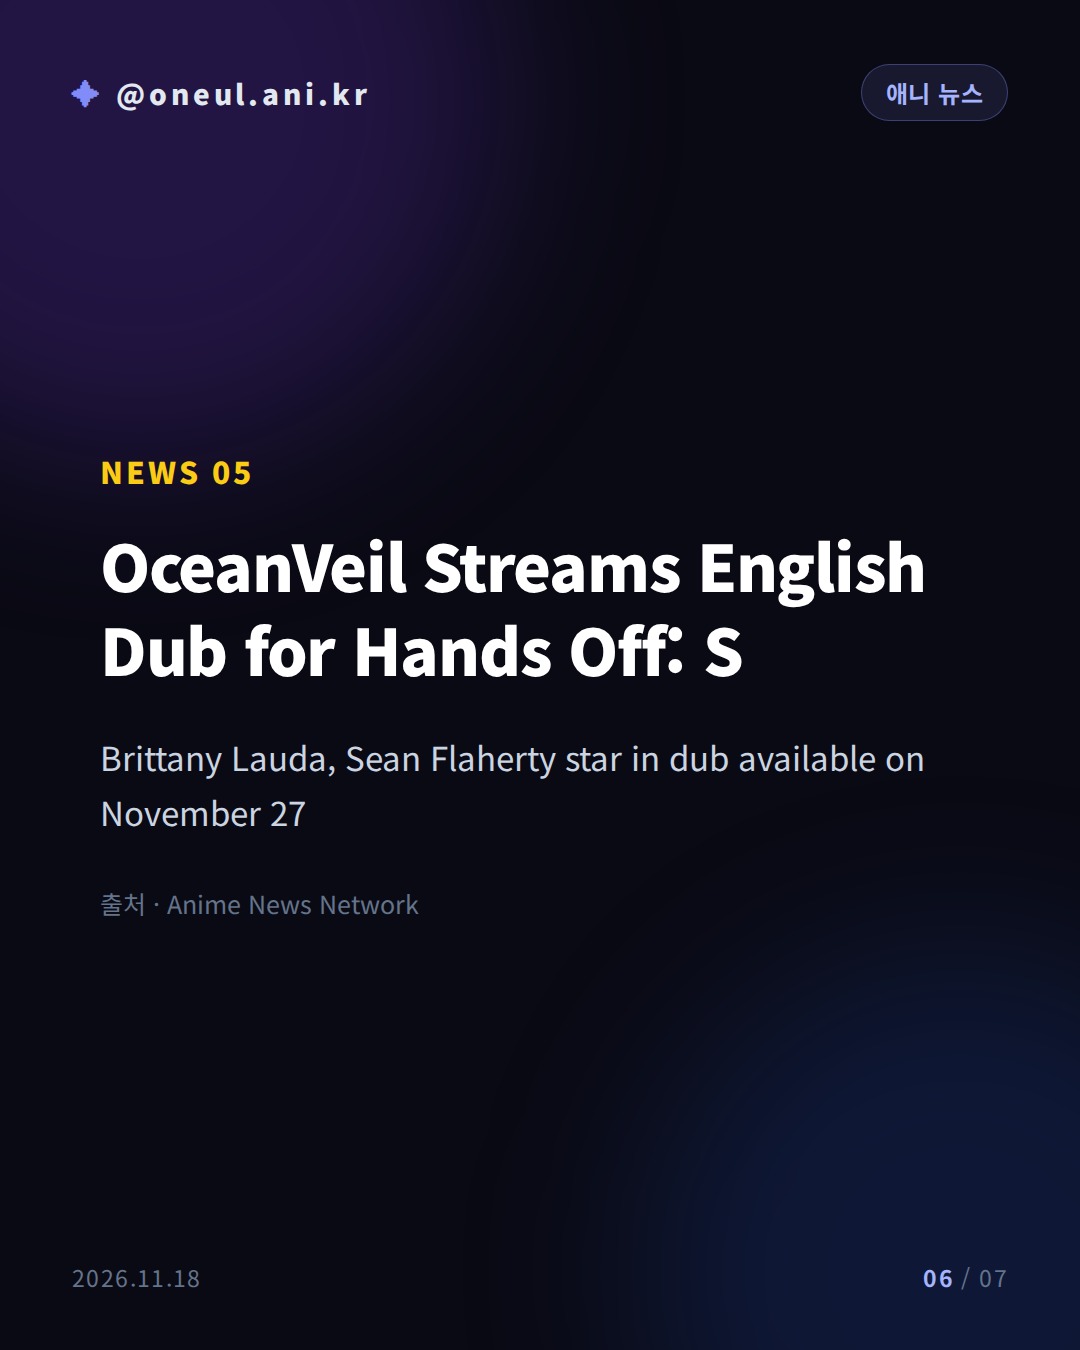 @oneul.ani.kr
애니 뉴스
NEWS 05
OceanVeil Streams English
Dub for Hands Off: S
Brittany Lauda, Sean Flaherty star in dub available on
November 27
출처 · Anime News Network
2026.11.18
06 / 07